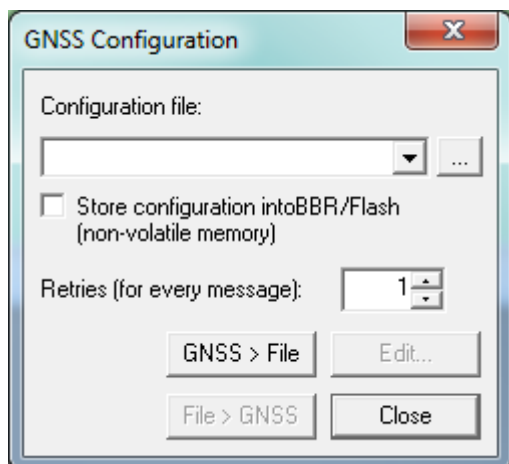 GNSS Configuration
Configuration file:
...
Store configuration intoBBR/Flash
(non-volatile memory)
Retries (for every message): 1
GNSS > File Edit...
File > GNSS Close